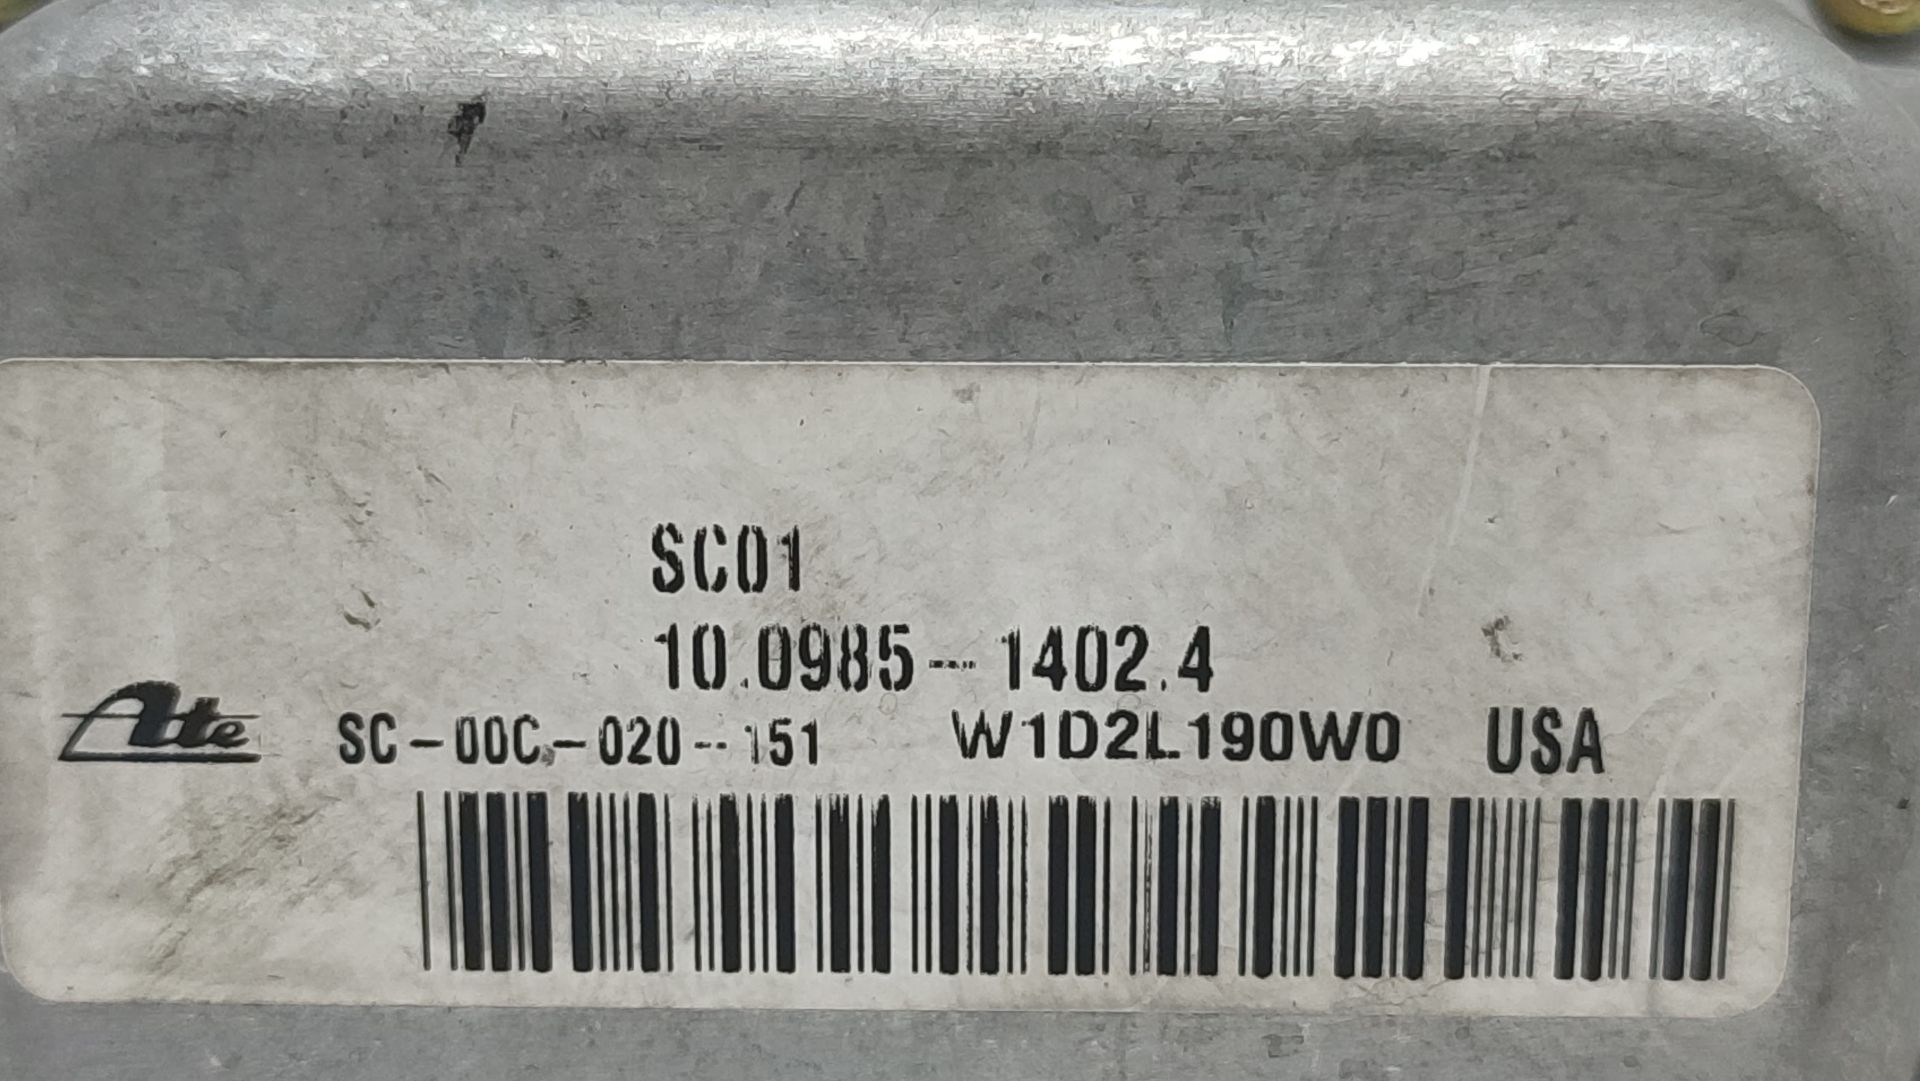 SC01
10.0985-1402.4
Ate SC-00C-020-151 W1D2L190W0 USA